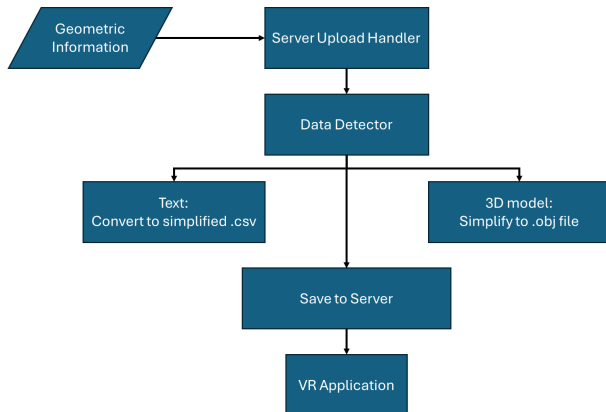 Geometric
Information
Server Upload Handler
Data Detector
Text:
Convert to simplified .csv
3D model:
Simplify to .obj file
Save to Server
VR Application